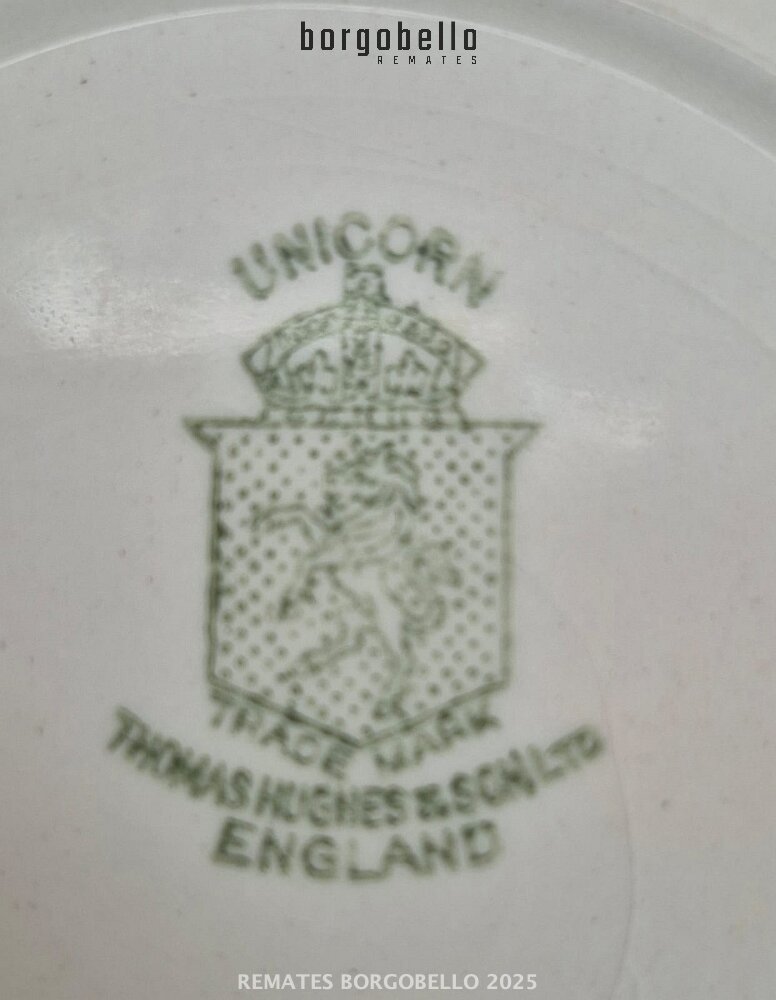 borgobello
REMATES
UNICORN
TRADE MARK
THOMAS HUGHES & SON LTD
ENGLAND
REMATES BORGOBELLO 2025